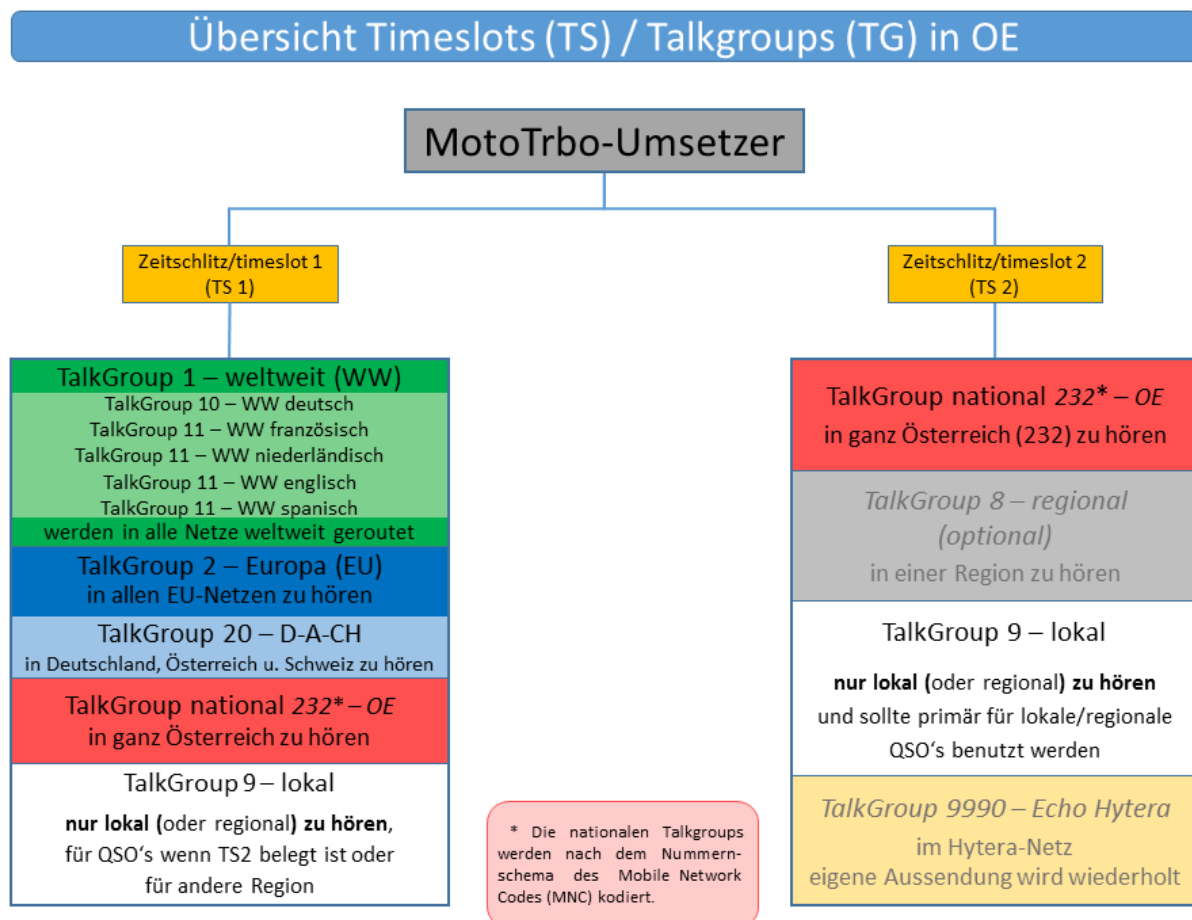 Übersicht Timeslots (TS) / Talkgroups (TG) in OE
MotoTrbo-Umsetzer
Zeitschlitz/timeslot 1
(TS 1)
TalkGroup 1 – weltweit (WW)
TalkGroup 10 – WW deutsch
TalkGroup 11 – WW französisch
TalkGroup 11 – WW niederländisch
TalkGroup 11 – WW englisch
TalkGroup 11 – WW spanisch
werden in alle Netze weltweit geroutet
TalkGroup 2 – Europa (EU)
in allen EU-Netzen zu hören
TalkGroup 20 – D-A-CH
in Deutschland, Österreich u. Schweiz zu hören
TalkGroup national 232* – OE
in ganz Österreich zu hören
TalkGroup 9 – lokal
nur lokal (oder regional) zu hören,
für QSO‘s wenn TS2 belegt ist oder
für andere Region
Zeitschlitz/timeslot 2
(TS 2)
TalkGroup national 232* – OE
in ganz Österreich (232) zu hören
TalkGroup 8 – regional
(optional)
in einer Region zu hören
TalkGroup 9 – lokal
nur lokal (oder regional) zu hören
und sollte primär für lokale/regionale
QSO‘s benutzt werden
TalkGroup 9990 – Echo Hytera
im Hytera-Netz
eigene Aussendung wird wiederholt
* Die nationalen Talkgroups
werden nach dem Nummern-
schema des Mobile Network
Codes (MNC) kodiert.